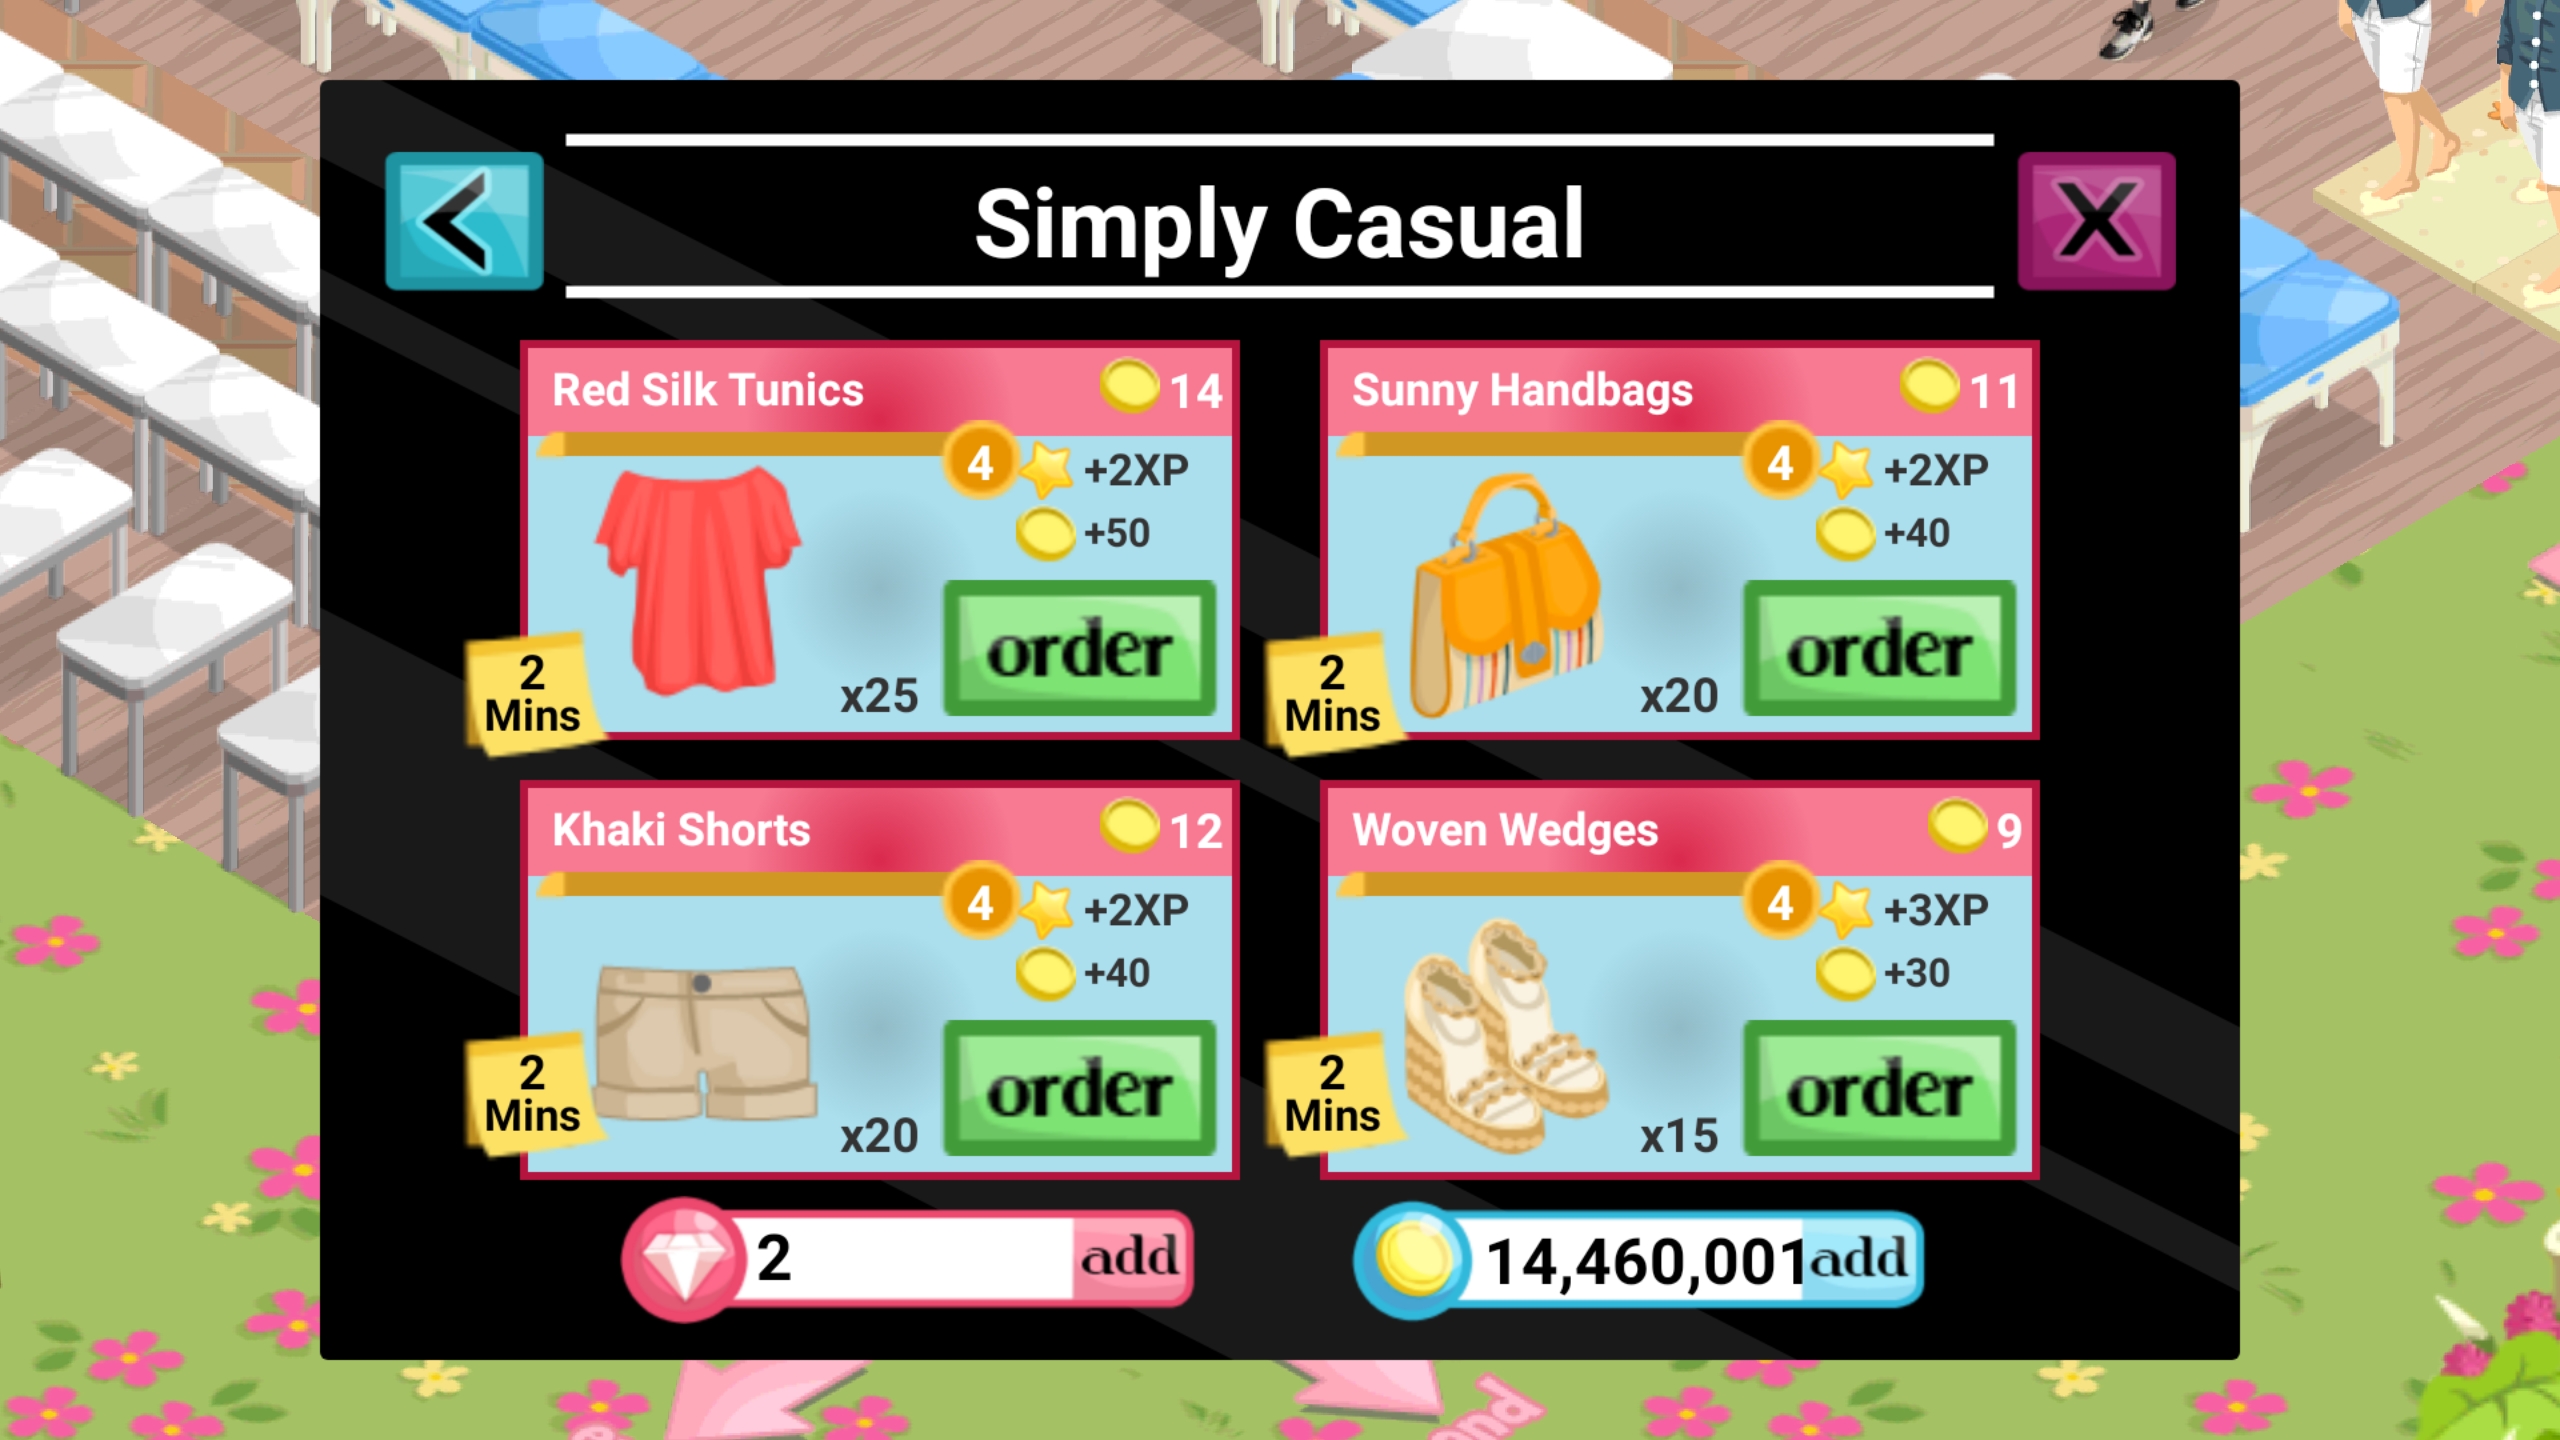 Simply Casual
X
Red Silk Tunics 14
4 +2XP
+50
order
2
Mins
x25
Sunny Handbags 11
4 +2XP
+40
order
2
Mins
x20
Khaki Shorts 12
4 +2XP
+40
order
2
Mins
x20
Woven Wedges 9
4 +3XP
+30
order
2
Mins
x15
2 add
14,460,001 add